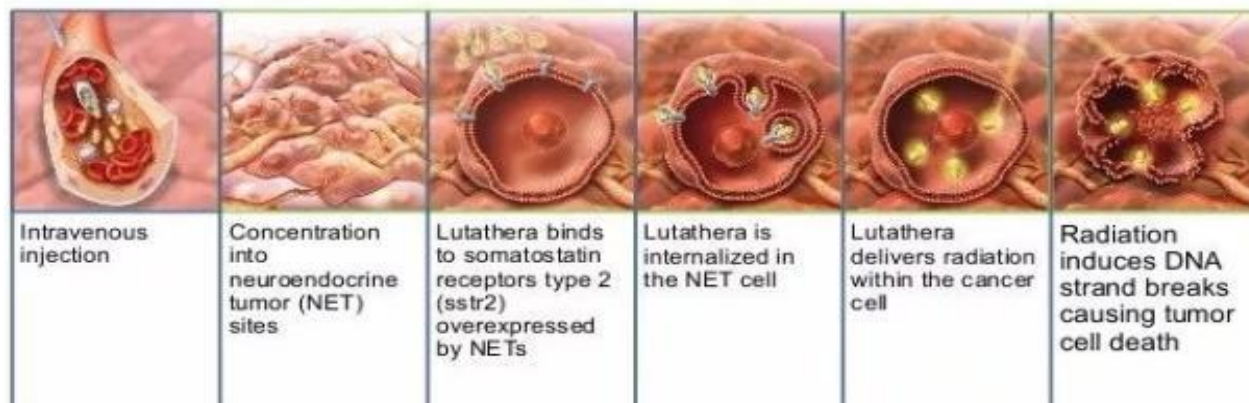 Intravenous
injection
Concentration
into
neuroendocrine
tumor (NET)
sites
Lutathera binds
to somatostatin
receptors type 2
(sstr2)
overexpressed
by NETs
Lutathera is
internalized in
the NET cell
Lutathera
delivers radiation
within the cancer
cell
Radiation
induces DNA
strand breaks
causing tumor
cell death